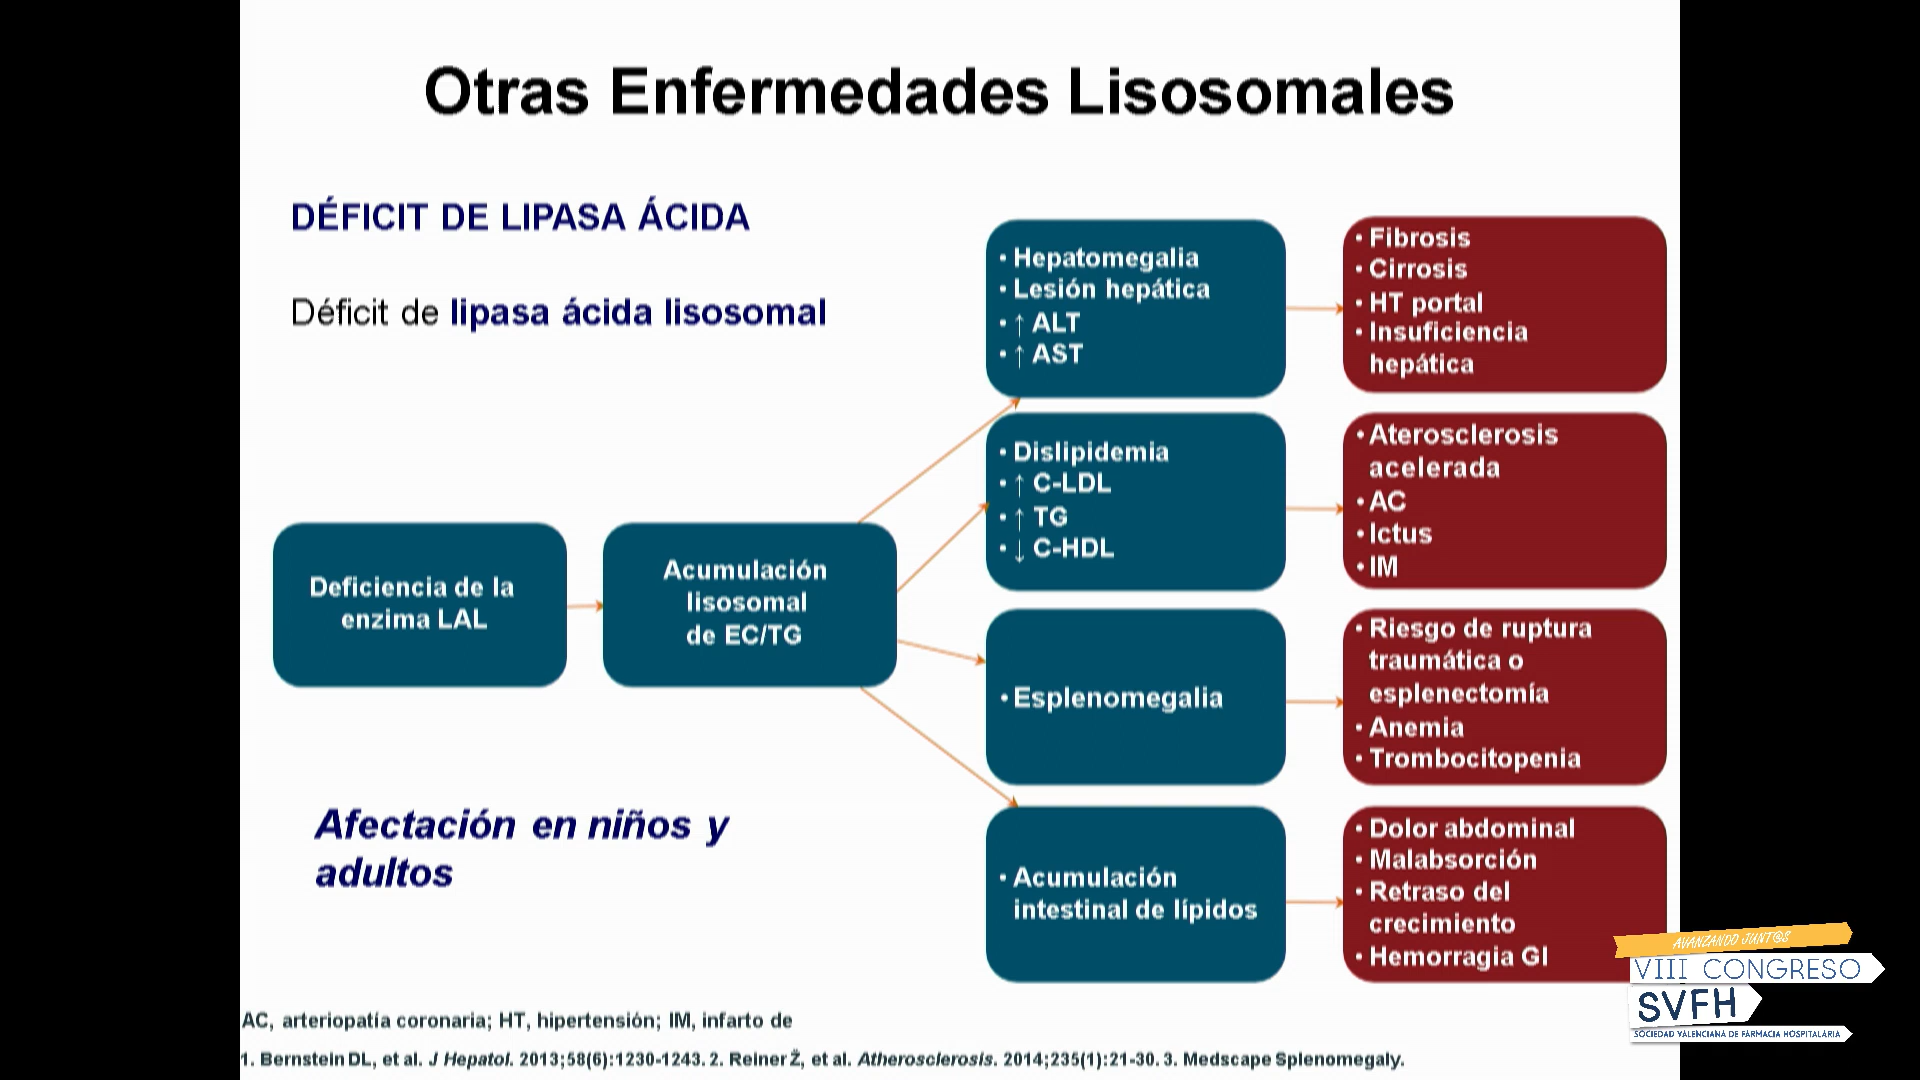 Otras Enfermedades Lisosomales
DÉFICIT DE LIPASA ÁCIDA
Déficit de lipasa ácida lisosomal
Deficiencia de la
enzima LAL
Acumulación
lisosomal
de EC/TG
• Hepatomegalia
• Lesión hepática
• ↑ ALT
• ↑ AST
• Fibrosis
• Cirrosis
• HT portal
• Insuficiencia
hepática
• Dislipidemia
• ↑ C-LDL
• ↑ TG
• ↓ C-HDL
• Aterosclerosis
acelerada
• AC
• Ictus
• IM
• Esplenomegalia
• Riesgo de ruptura
traumática o
esplenectomía
• Anemia
• Trombocitopenia
• Acumulación
intestinal de lípidos
• Dolor abdominal
• Malabsorción
• Retraso del
crecimiento
• Hemorragia GI
Afectación en niños y
adultos
AC, arteriopatía coronaria; HT, hipertensión; IM, infarto de
1. Bernstein DL, et al. J Hepatol. 2013;58(6):1230-1243. 2. Reiner Ž, et al. Atherosclerosis. 2014;235(1):21-30. 3. Medscape Splenomegaly.
AVANZANDO JUNT@S
VIII CONGRESO
SVFH
SOCIEDAD VALENCIANA DE FARMACIA HOSPITALARIA